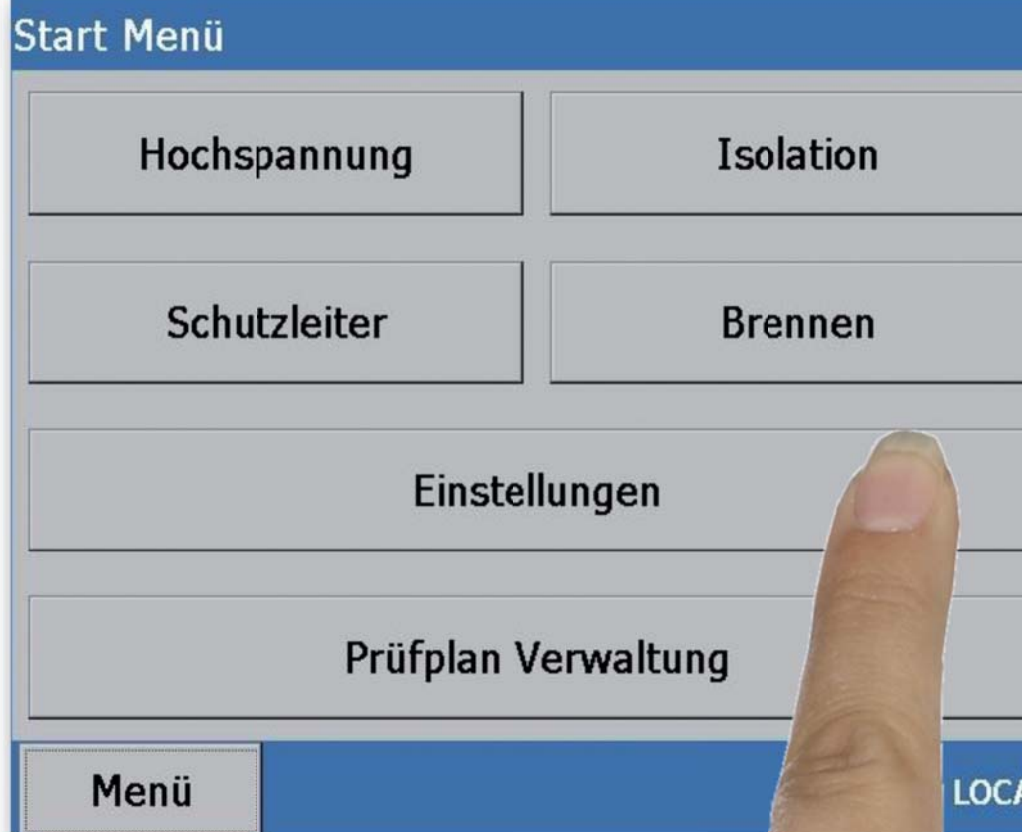 Start Menü
Hochspannung
Isolation
Schutzleiter
Brennen
Einstellungen
Prüfplan Verwaltung
Menü